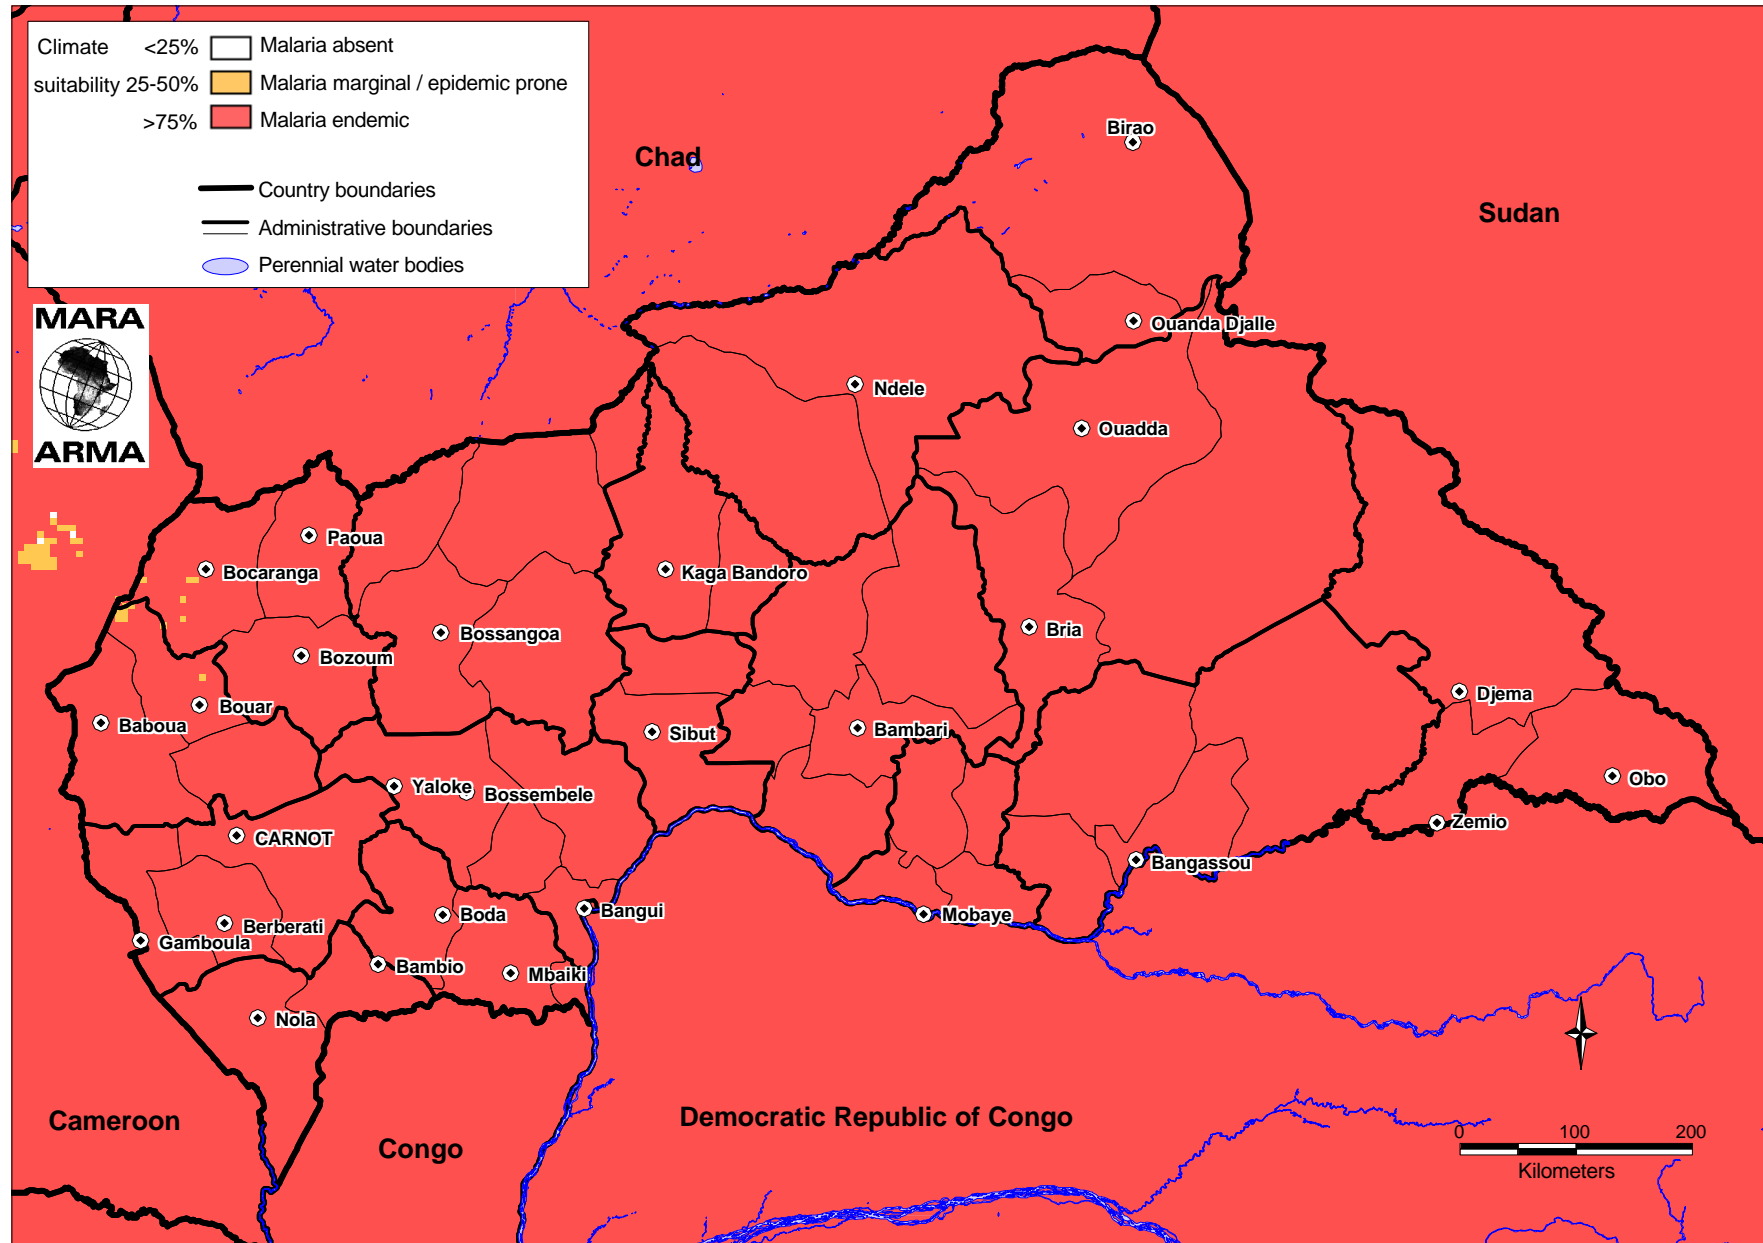 Climate <25% Malaria absent
suitability 25-50% Malaria marginal / epidemic prone
>75% Malaria endemic
Country boundaries
Administrative boundaries
Perennial water bodies
MARA
ARMA
Chad
Birao
Sudan
Ouanda Djalle
Ndele
Ouadda
Paoua
Bocaranga
Kaga Bandoro
Bossangoa
Bria
Bozoum
Djema
Bouar
Baboua
Sibut
Bambari
Obo
Yaloke
Bossembele
Zemio
CARNOT
Bangassou
Boda
Bangui
Mobaye
Berberati
Gamboula
Bambio
Mbaiki
Nola
Cameroon
Congo
Democratic Republic of Congo
0 100 200
Kilometers